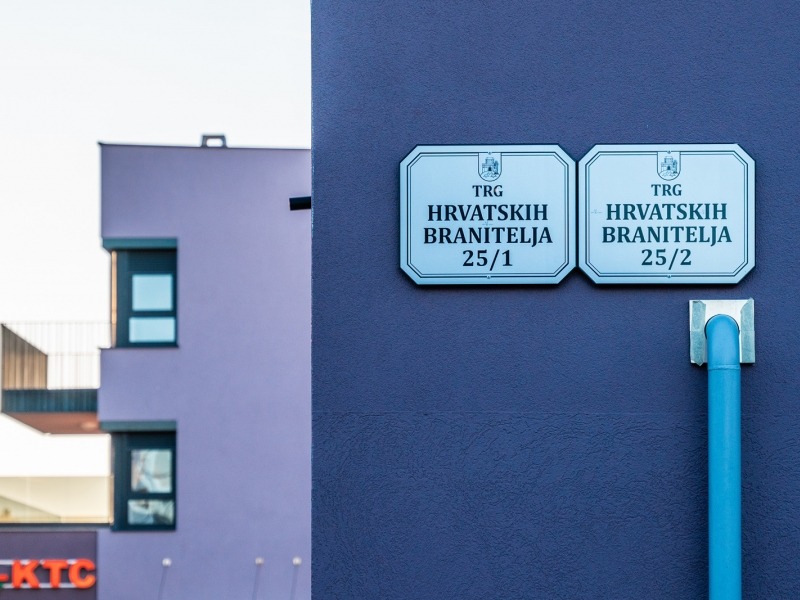 TRG
HRVATSKIH
BRANITELJA
25/1
TRG
HRVATSKIH
BRANITELJA
25/2
KTC